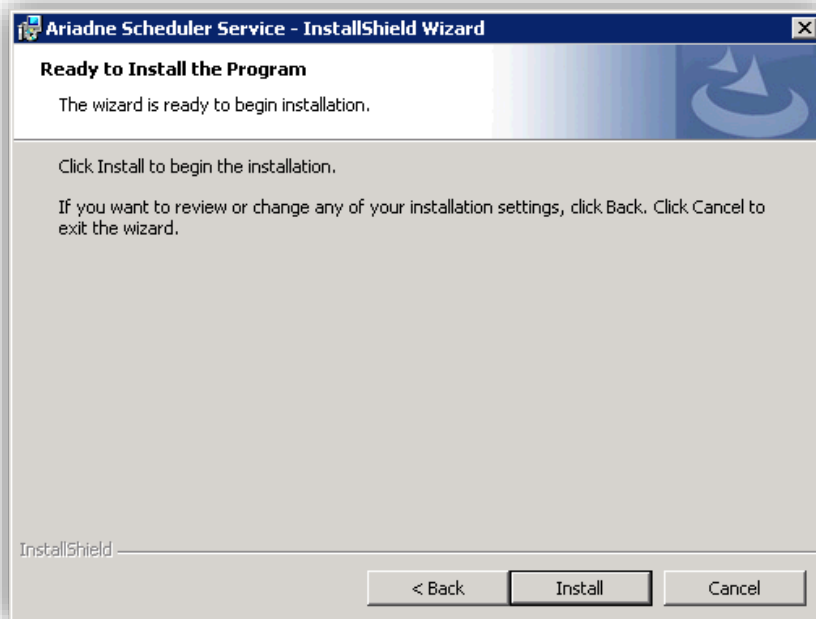 Ariadne Scheduler Service - InstallShield Wizard
Ready to Install the Program
The wizard is ready to begin installation.
Click Install to begin the installation.
If you want to review or change any of your installation settings, click Back. Click Cancel to
exit the wizard.
InstallShield
< Back
Install
Cancel